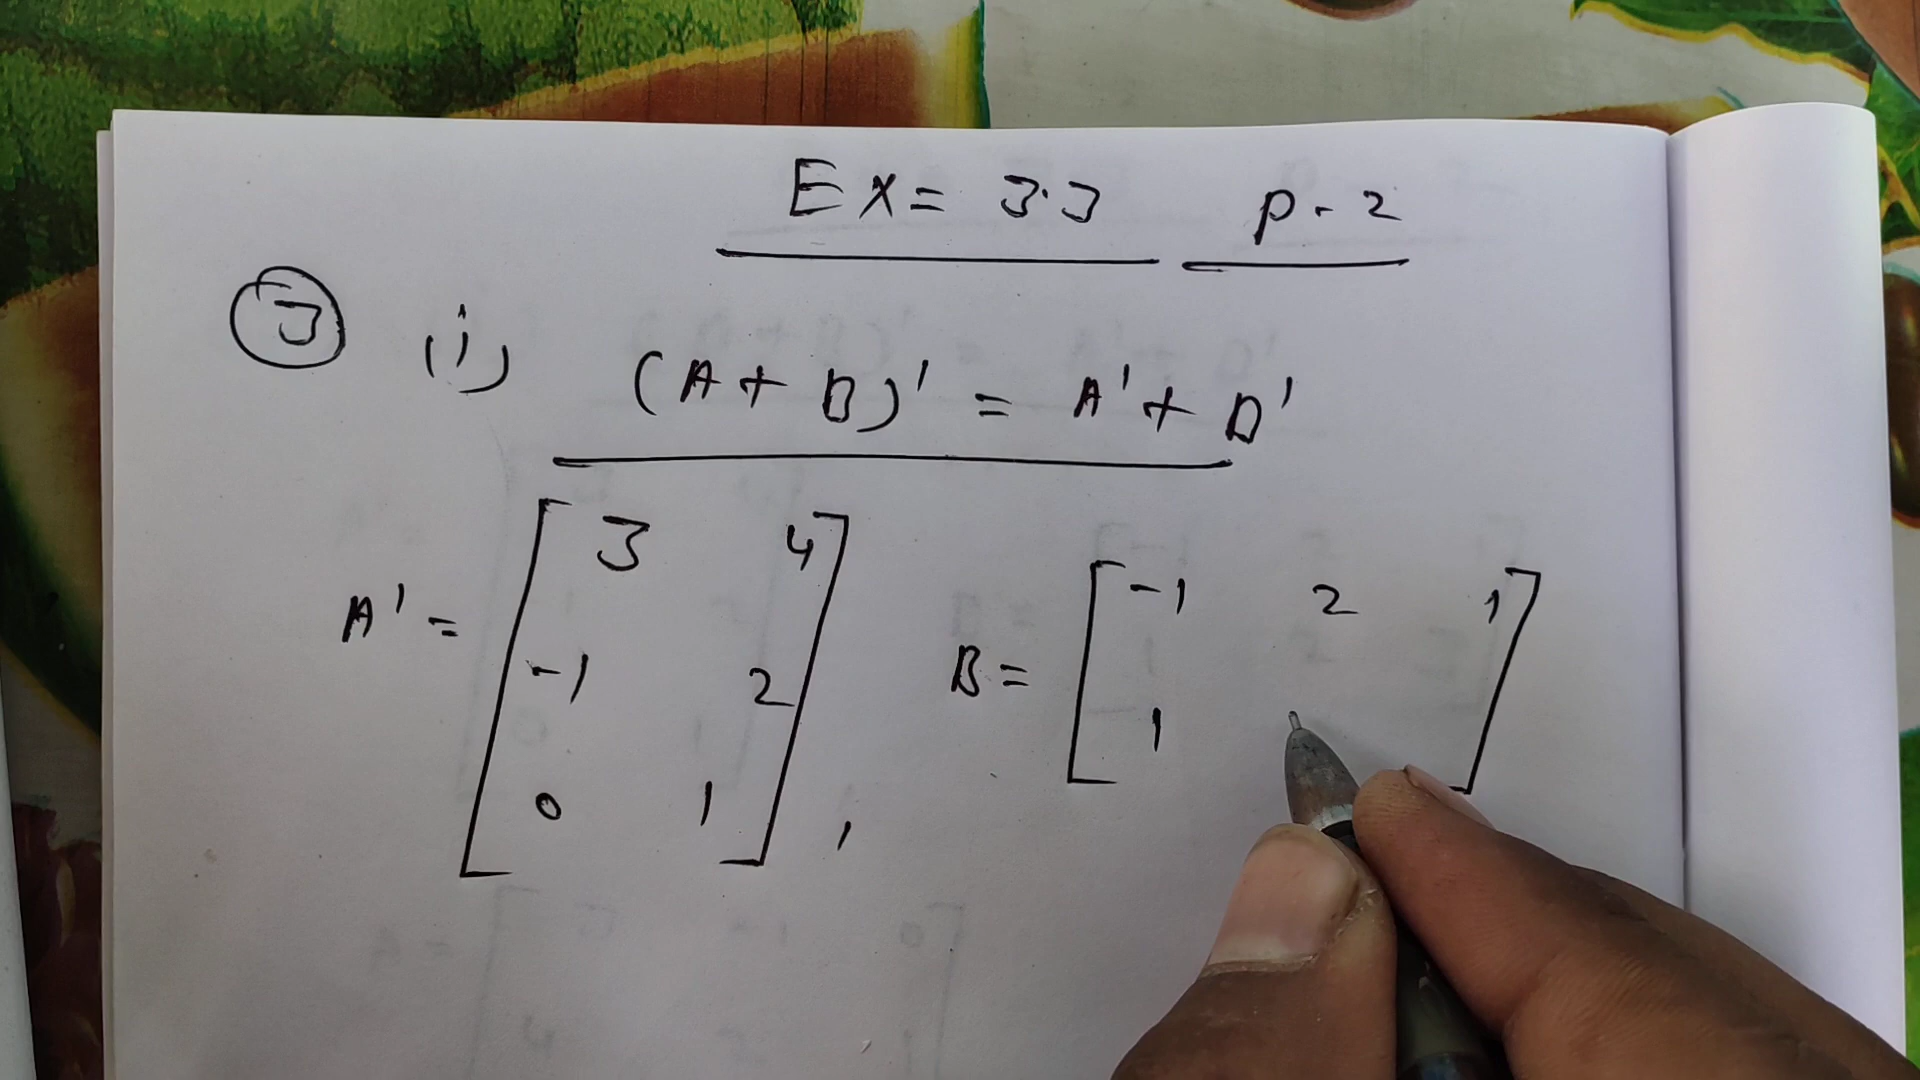 Ex= 3.3 P-2
3 (i) (A + B)' = A' + B'
A' = [ 3 4
-1 2
0 1 ] , B = [ -1 2 1
1 ]